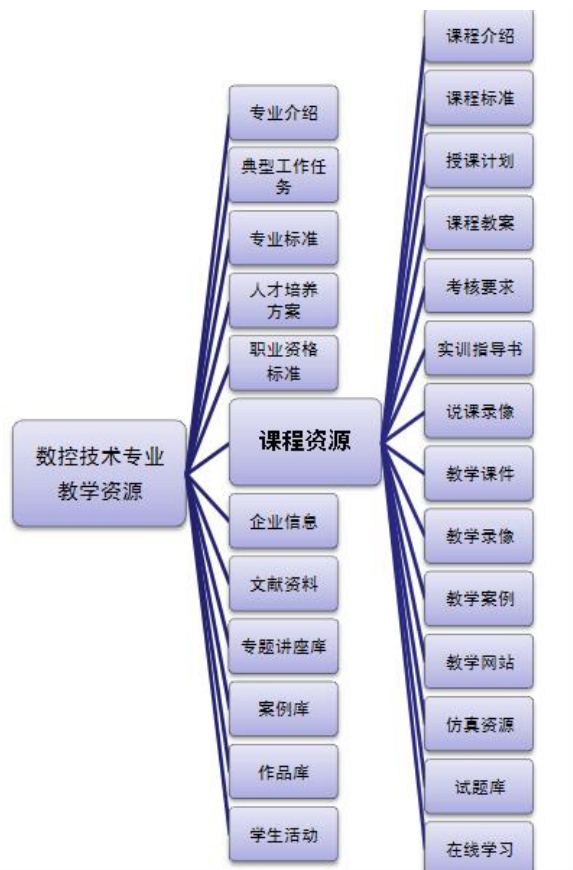 数控技术专业
教学资源
专业介绍
典型工作任
务
专业标准
人才培养
方案
职业资格
标准
课程资源
企业信息
文献资料
专题讲座库
案例库
作品库
学生活动
课程介绍
课程标准
授课计划
课程教案
考核要求
实训指导书
说课录像
教学课件
教学录像
教学案例
教学网站
仿真资源
试题库
在线学习